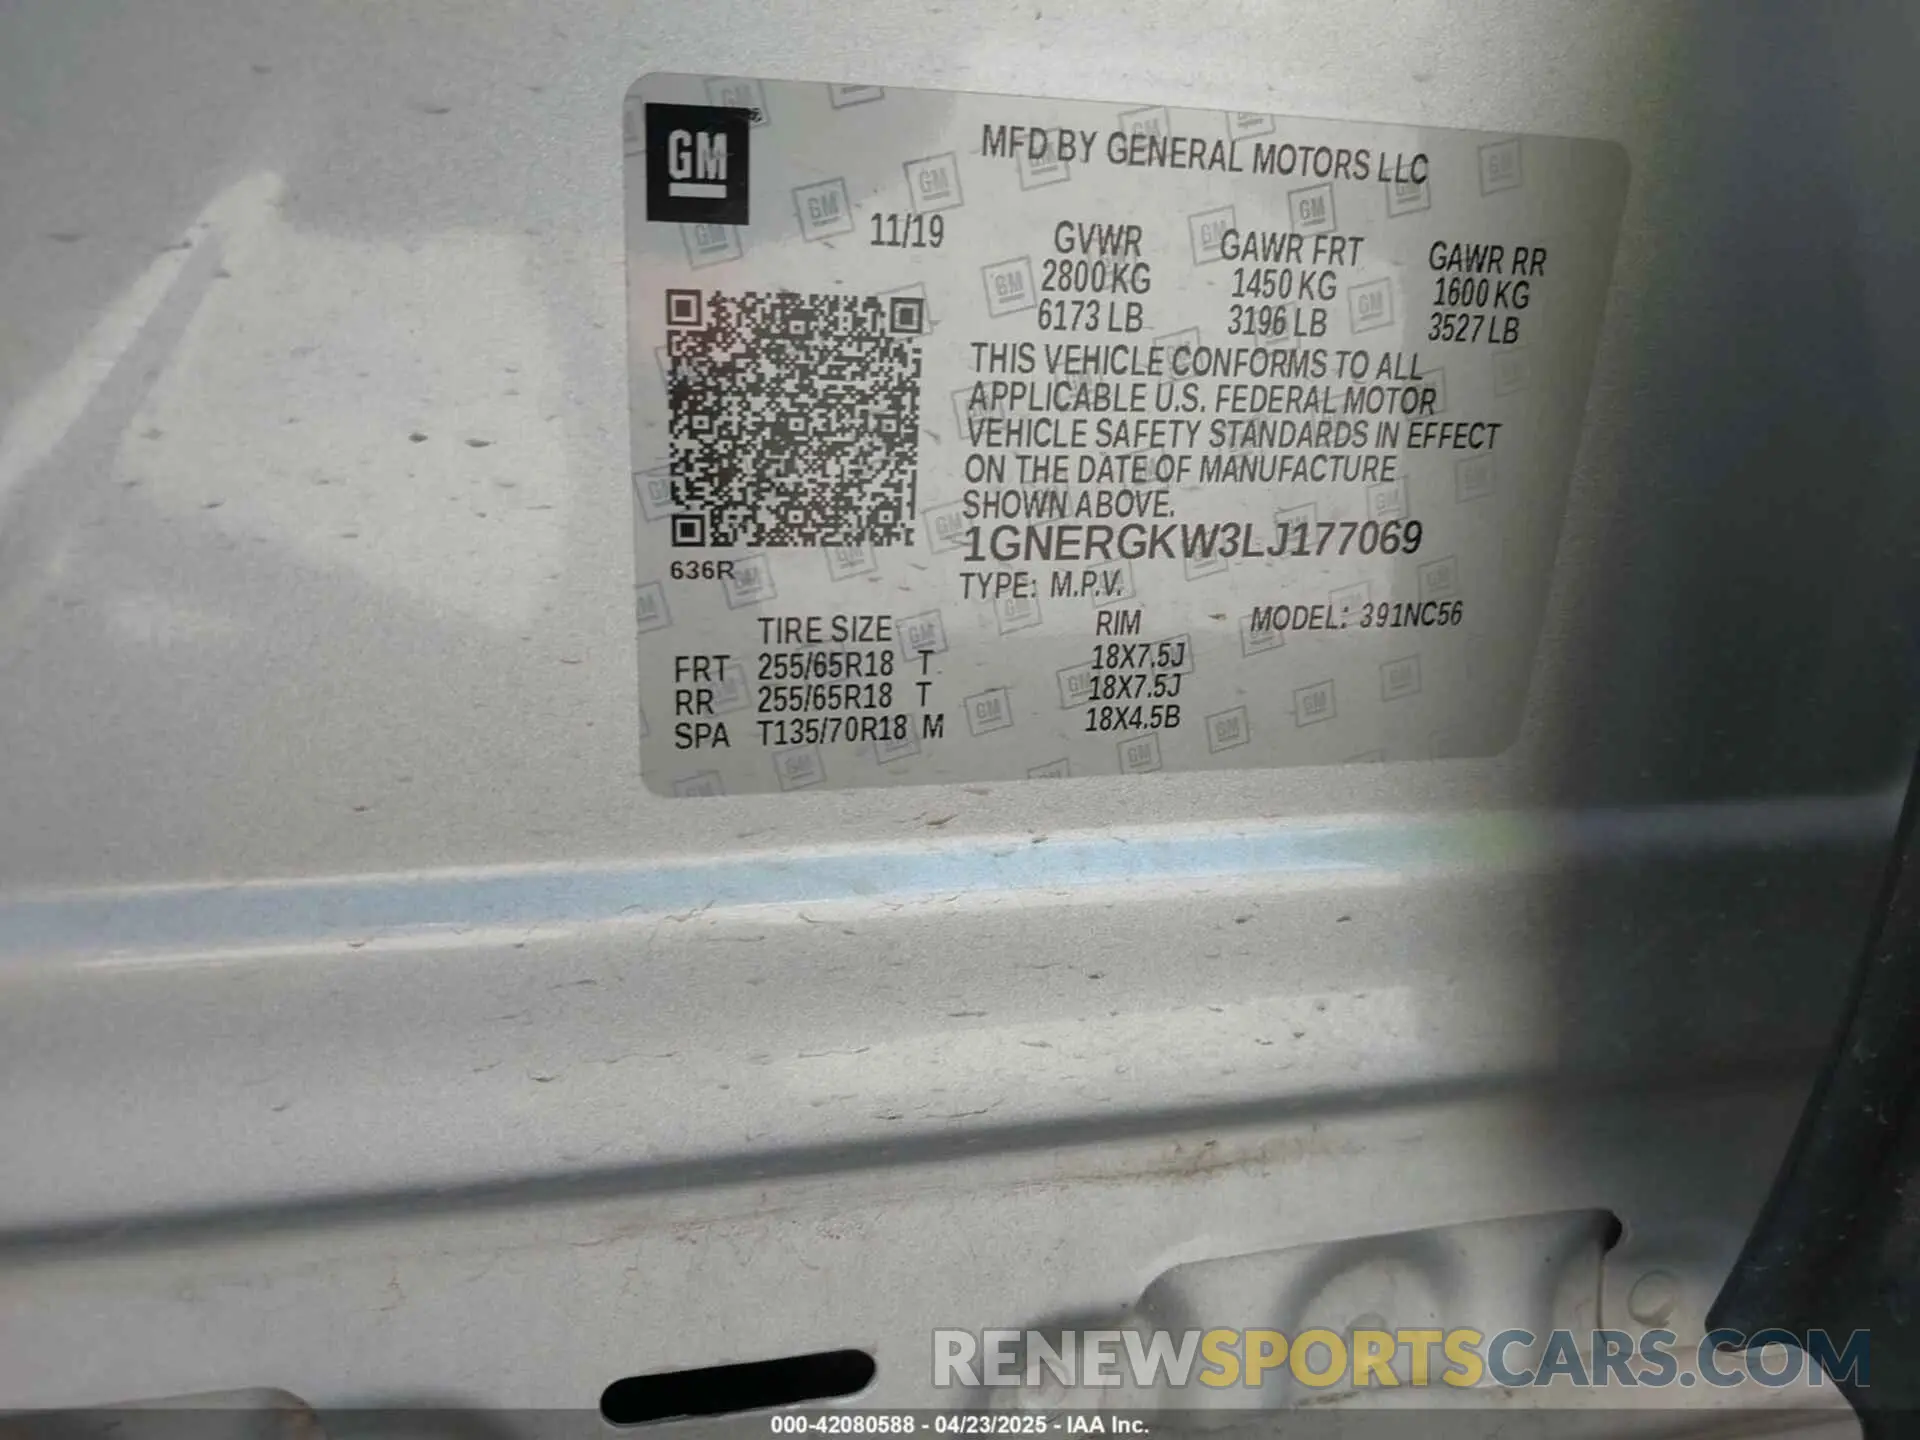 GM
MFD BY GENERAL MOTORS LLC
11/19
GVWR GAWR FRT GAWR RR
2800 KG 1450 KG 1600 KG
6173 LB 3196 LB 3527 LB
THIS VEHICLE CONFORMS TO ALL
APPLICABLE U.S. FEDERAL MOTOR
VEHICLE SAFETY STANDARDS IN EFFECT
ON THE DATE OF MANUFACTURE
SHOWN ABOVE.
1GNERGKW3LJ177069
636R
TYPE: M.P.V.
TIRE SIZE RIM MODEL: 391NC56
FRT 255/65R18 T 18X7.5J
RR 255/65R18 T 18X7.5J
SPA T135/70R18 M 18X4.5B
RENEWSPORTSCARS.COM
000-42080588 - 04/23/2025 - IAA Inc.